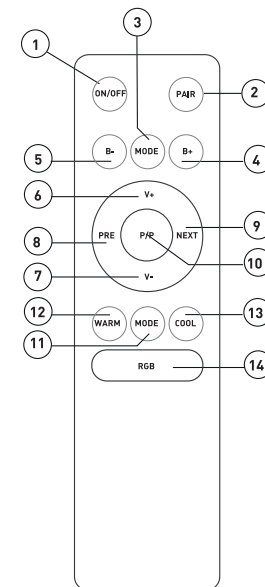 3
1
ON/OFF
PAIR
2
B-
MODE
B+
5
4
6
V+
8
PRE
P/P
NEXT
9
7
V-
10
12
WARM
MODE
COOL
13
11
RGB
14